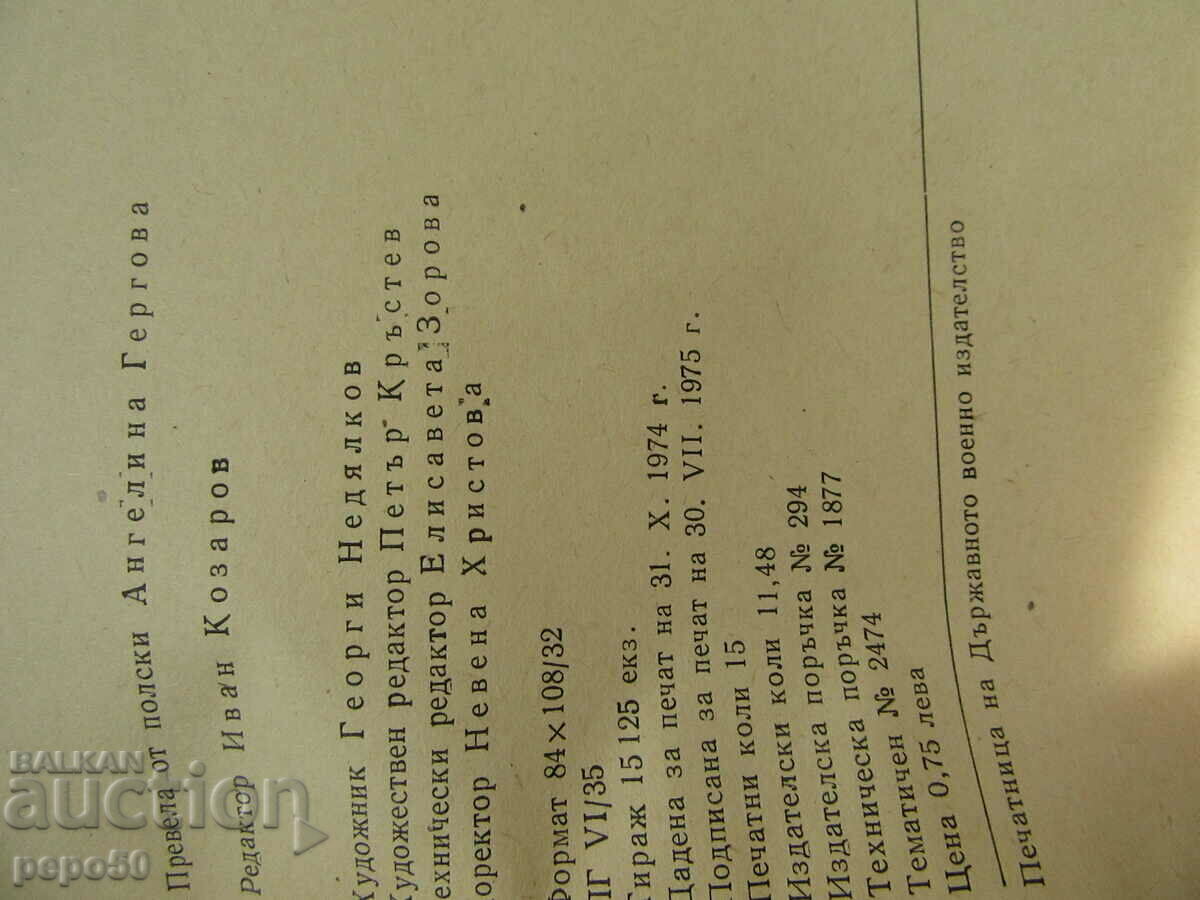 Превела от полски Ангелина Гергова
Редактор Иван Козаров
Художник Георги Недялков
Художествен редактор Петър Кръстев
Технически редактор Елисавета Зорова
Коректор Невена Христова
Формат 84×108/32
ЛГ VI/35
Тираж 15 125 екз.
Дадена за печат на 31. X. 1974 г.
Подписана за печат на 30. VII. 1975 г.
Печатни коли 15
Издателски коли 11,48
Издателска поръчка № 294
Техническа поръчка № 1877
Тематичен № 2474
Цена 0,75 лева
Печатница на Държавното военно издателство
BALKAN
auction
pepo50